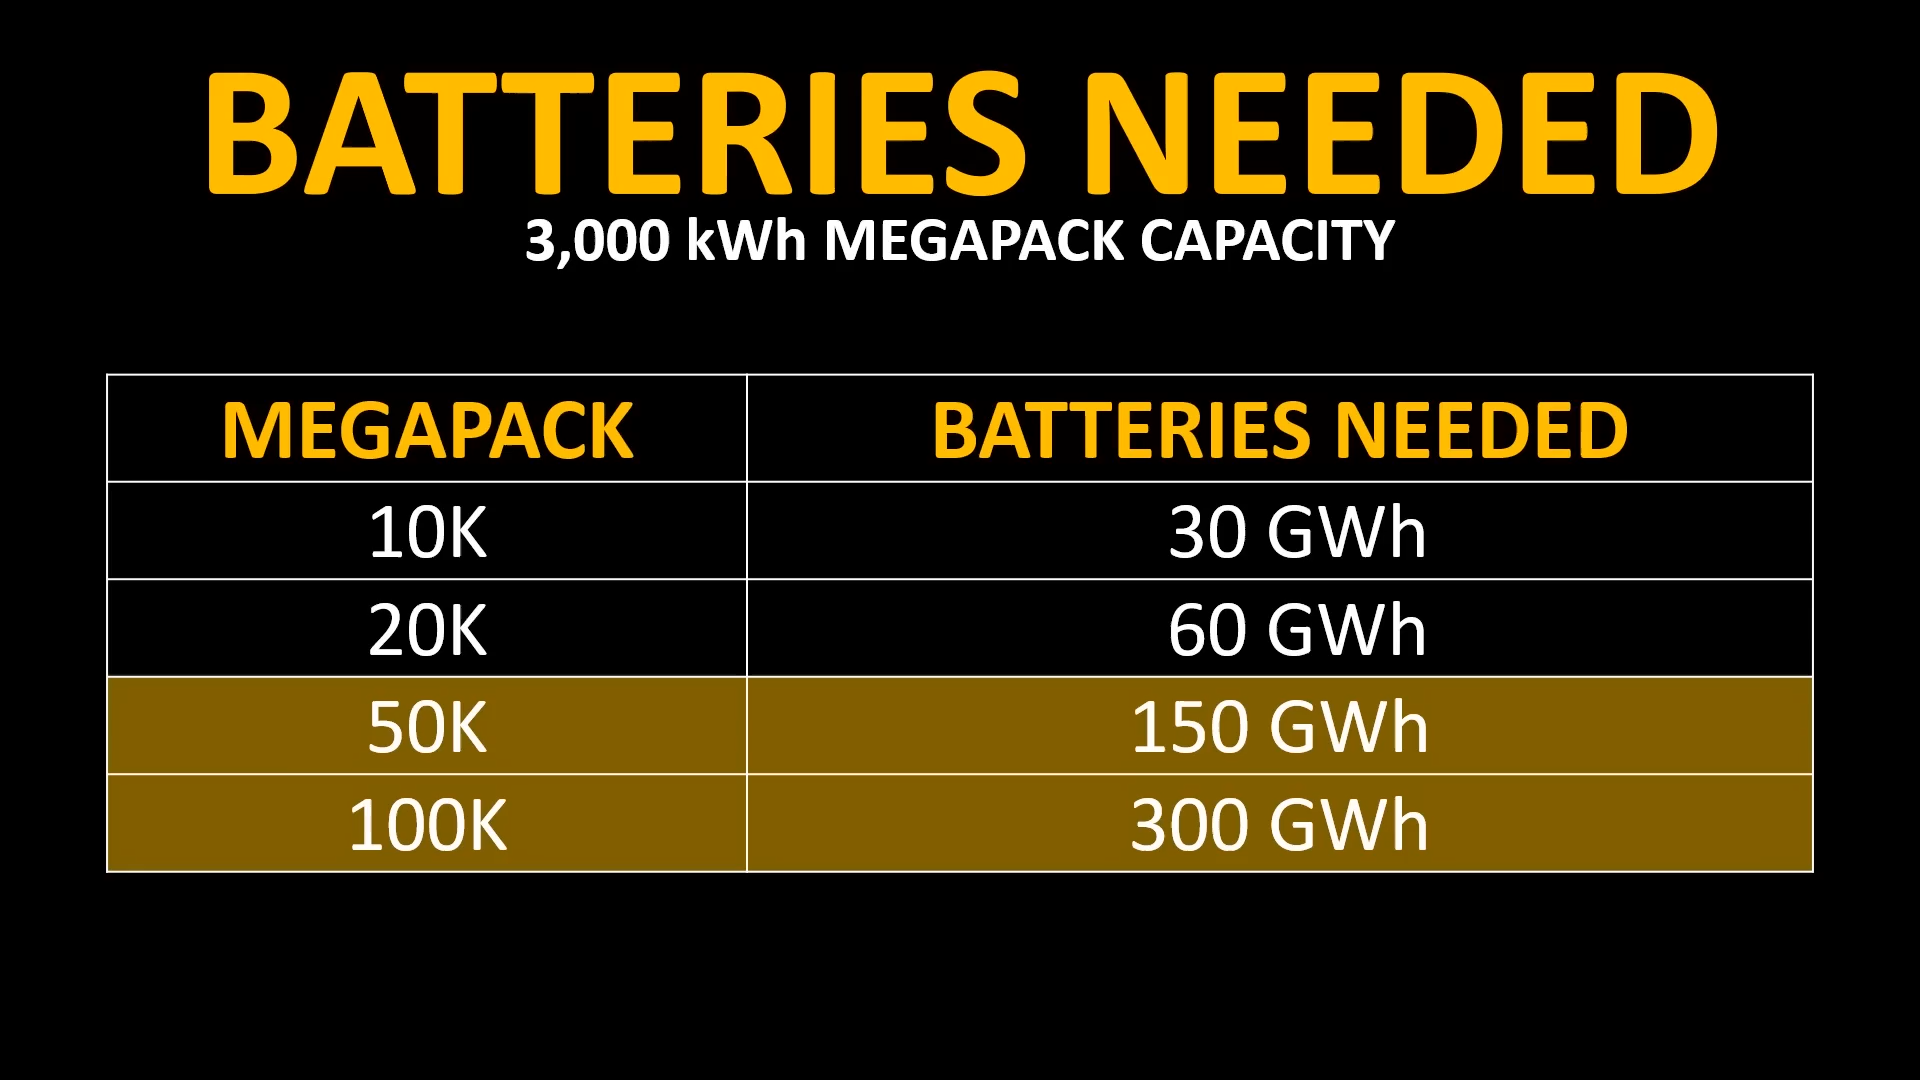 BATTERIES NEEDED
3,000 kWh MEGAPACK CAPACITY
MEGAPACK BATTERIES NEEDED
10K 30 GWh
20K 60 GWh
50K 150 GWh
100K 300 GWh